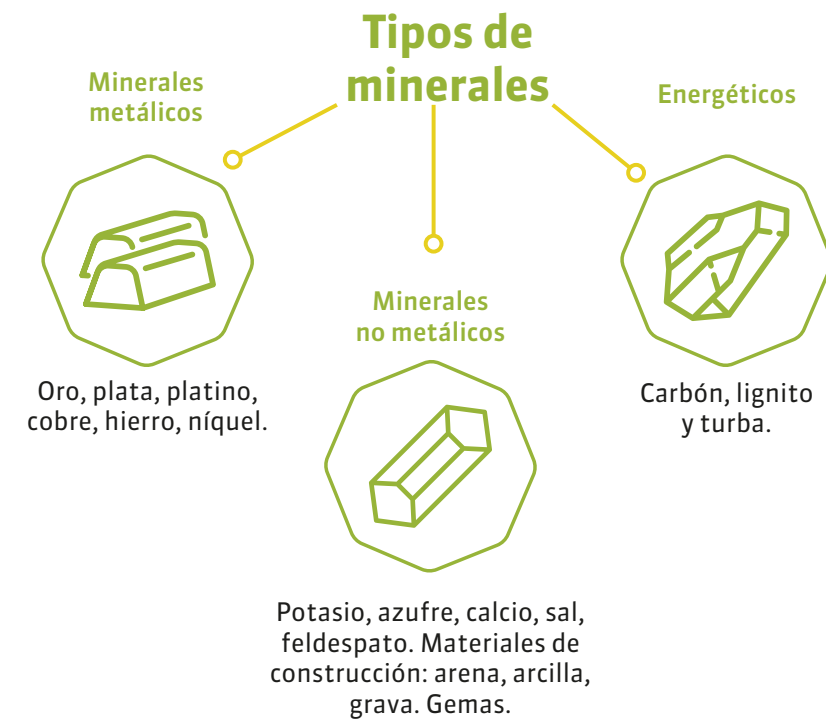 Tipos de
minerales
Minerales
metálicos
Oro, plata, platino,
cobre, hierro, níquel.
Minerales
no metálicos
Potasio, azufre, calcio, sal,
feldespato. Materiales de
construcción: arena, arcilla,
grava. Gemas.
Energéticos
Carbón, lignito
y turba.